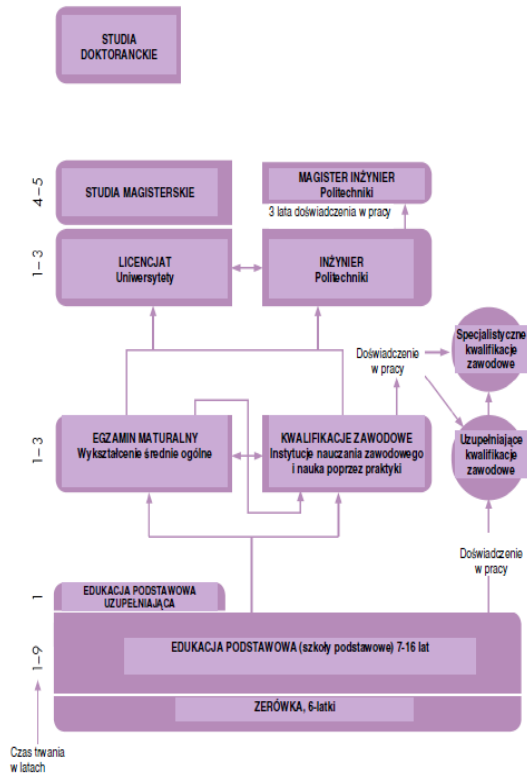 STUDIA
DOKTORANCKIE
4–5
STUDIA MAGISTERSKIE
MAGISTER INŻYNIER
Politechniki
3 lata doświadczenia w pracy
1–3
LICENCJAT
Uniwersytety
INŻYNIER
Politechniki
Doświadczenie
w pracy
Specjalistyczne
kwalifikacje
zawodowe
1–3
EGZAMIN MATURALNY
Wykształcenie średnie ogólne
KWALIFIKACJE ZAWODOWE
Instytucje nauczania zawodowego
i nauka poprzez praktyki
Uzupełniające
kwalifikacje
zawodowe
Doświadczenie
w pracy
1
EDUKACJA PODSTAWOWA
UZUPEŁNIAJĄCA
1–9
EDUKACJA PODSTAWOWA (szkoły podstawowe) 7-16 lat
ZERÓWKA, 6-latki
Czas trwania
w latach